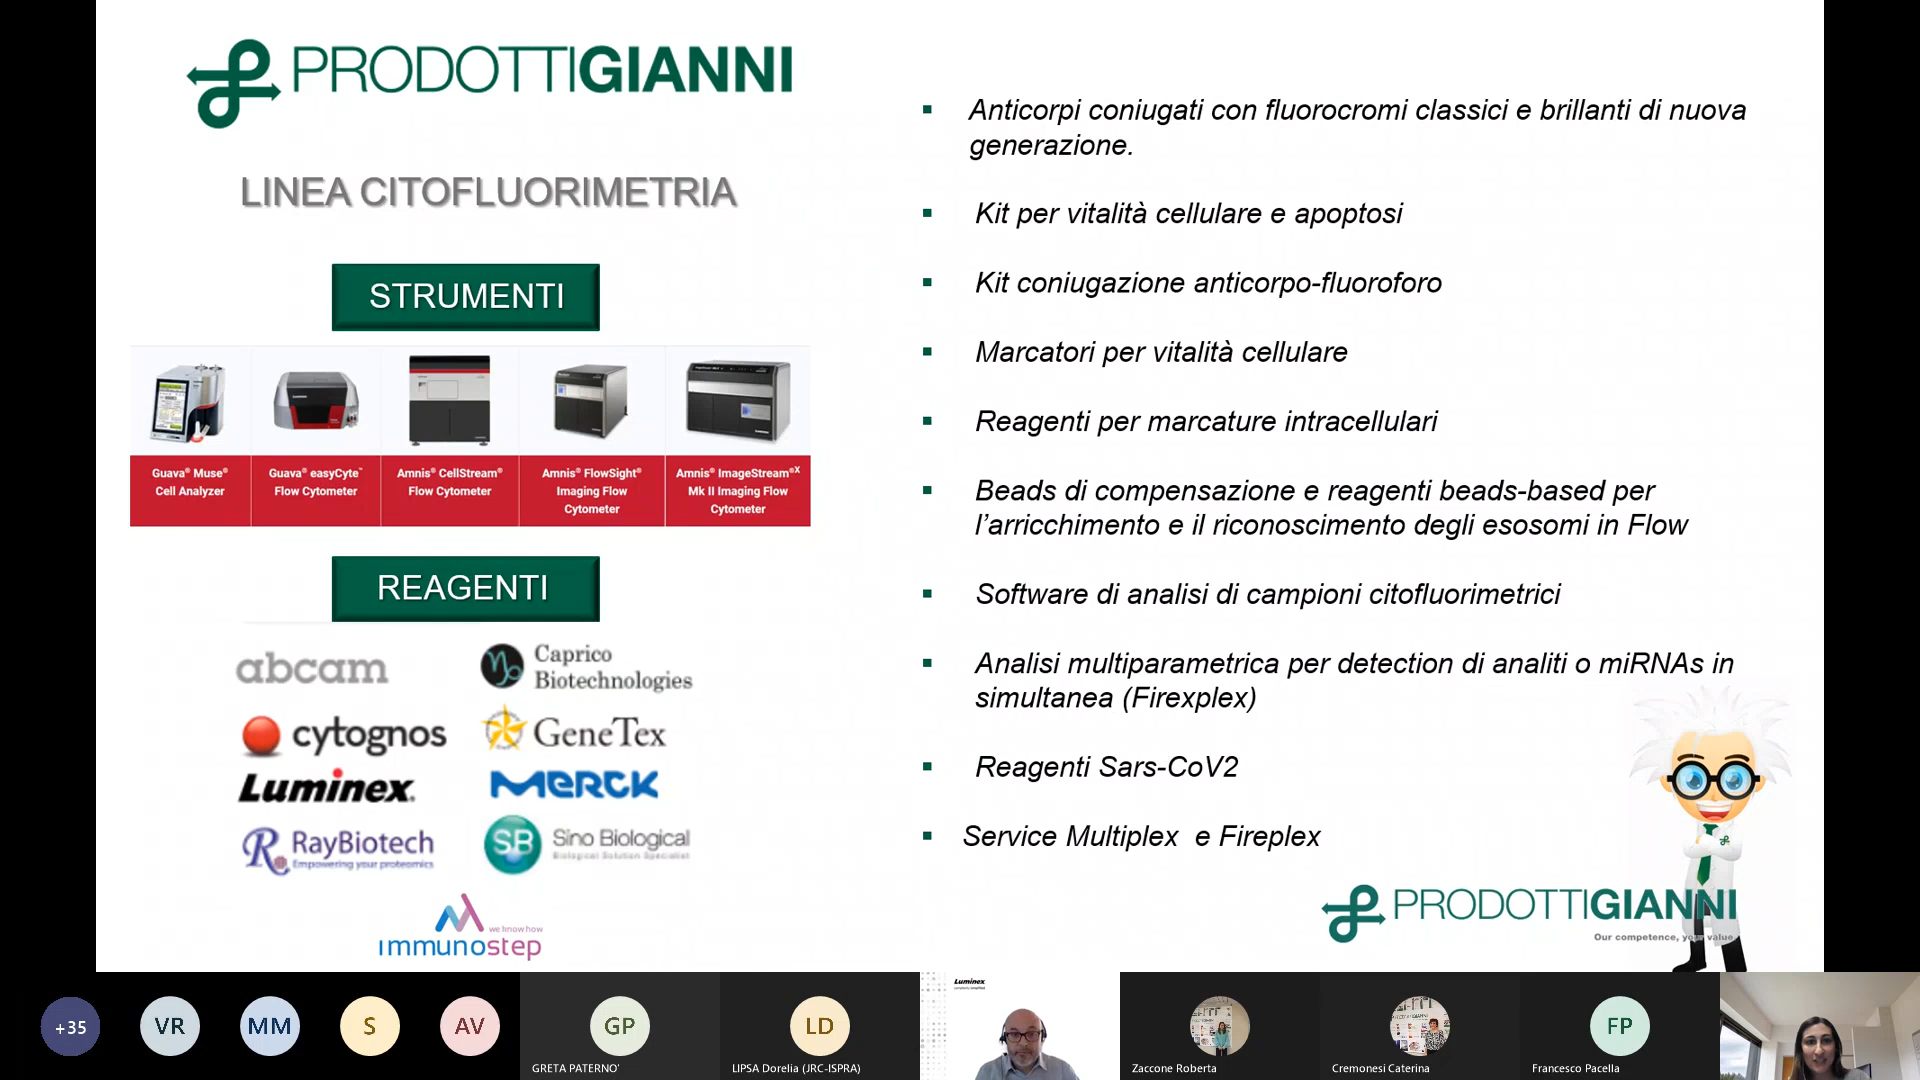 PRODOTTIGIANNI
LINEA CITOFLUORIMETRIA
STRUMENTI
Guava® Muse®
Cell Analyzer
Guava® easyCyte™
Flow Cytometer
Amnis® CellStream®
Flow Cytometer
Amnis® FlowSight®
Imaging Flow
Cytometer
Amnis® ImageStream®X
Mk II Imaging Flow
Cytometer
REAGENTI
abcam
Caprico
Biotechnologies
cytognos
GeneTex
Luminex
MERCK
RayBiotech
Empowering your proteomics
SB
Sino Biological
Biological Solution Specialist
we know how
immunostep
▪ Anticorpi coniugati con fluorocromi classici e brillanti di nuova
generazione.
▪ Kit per vitalità cellulare e apoptosi
▪ Kit coniugazione anticorpo-fluoroforo
▪ Marcatori per vitalità cellulare
▪ Reagenti per marcature intracellulari
▪ Beads di compensazione e reagenti beads-based per
l’arricchimento e il riconoscimento degli esosomi in Flow
▪ Software di analisi di campioni citofluorimetrici
▪ Analisi multiparametrica per detection di analiti o miRNAs in
simultanea (Firexplex)
▪ Reagenti Sars-CoV2
▪ Service Multiplex  e Fireplex
PRODOTTIGIANNI
Our competence, your value
+35
VR
MM
S
AV
GP
GRETA PATERNO'
LD
LIPSA Dorelia (JRC-ISPRA)
Luminex
Zaccone Roberta
Cremonesi Caterina
FP
Francesco Pacella